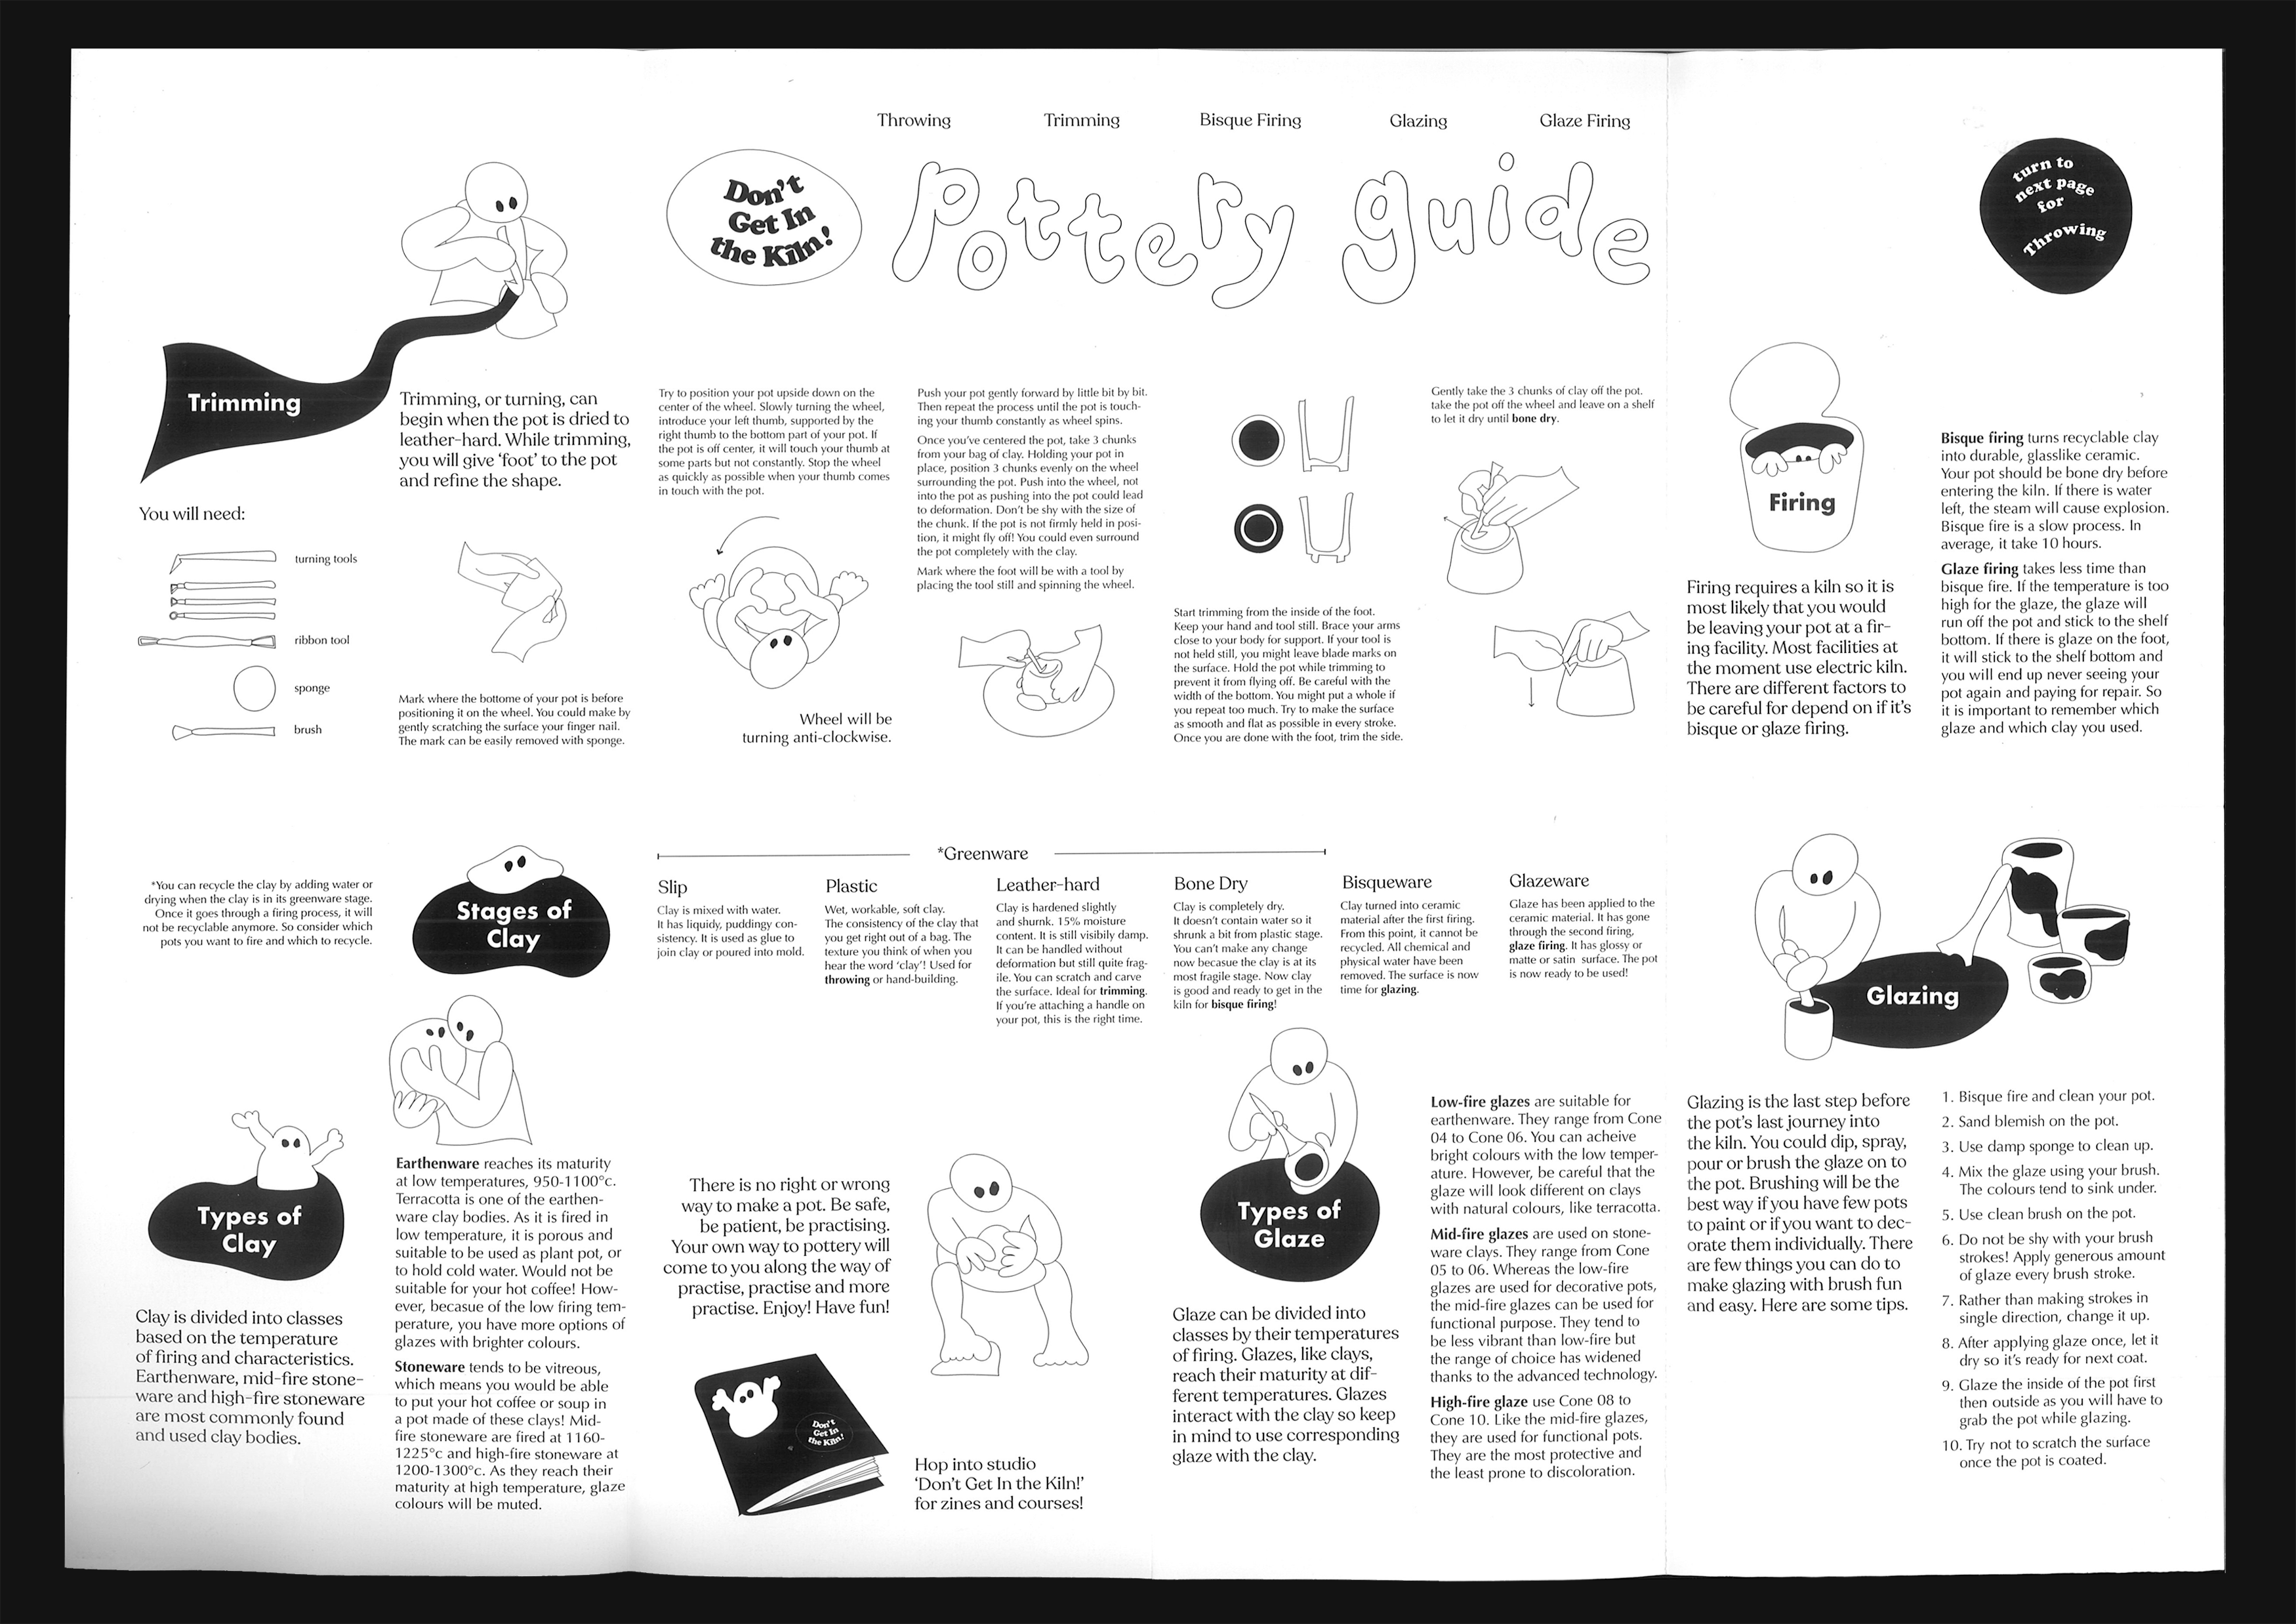 Throwing
Trimming
Bisque Firing
Glazing
Glaze Firing
Don't
Get In
the Kiln!
Pottery guide
turn to
next page
for
Throwing
Trimming
Trimming, or turning, can
begin when the pot is dried to
leather-hard. While trimming,
you will give ‘foot’ to the pot
and refine the shape.
You will need:
turning tools
ribbon tool
sponge
brush
Mark where the bottome of your pot is before
positioning it on the wheel. You could make by
gently scratching the surface your finger nail.
The mark can be easily removed with sponge.
Try to position your pot upside down on the
center of the wheel. Slowly turning the wheel,
introduce your left thumb, supported by the
right thumb to the bottom part of your pot. If
the pot is off center, it will touch your thumb at
some parts but not constantly. Stop the wheel
as quickly as possible when your thumb comes
in touch with the pot.
Wheel will be
turning anti-clockwise.
Push your pot gently forward by little bit by bit.
Then repeat the process until the pot is touch-
ing your thumb constantly as wheel spins.
Once you’ve centered the pot, take 3 chunks
from your bag of clay. Holding your pot in
place, position 3 chunks evenly on the wheel
surrounding the pot. Push into the wheel, not
into the pot as pushing into the pot could lead
to deformation. Don’t be shy with the size of
the chunk. If the pot is not firmly held in posi-
tion, it might fly off! You could even surround
the pot completely with the clay.
Mark where the foot will be with a tool by
placing the tool still and spinning the wheel.
Start trimming from the inside of the foot.
Keep your hand and tool still. Brace your arms
close to your body for support. If your tool is
not held still, you might leave blade marks on
the surface. Hold the pot while trimming to
prevent it from flying off. Be careful with the
width of the bottom. You might put a whole if
you repeat too much. Try to make the surface
as smooth and flat as possible in every stroke.
Once you are done with the foot, trim the side.
Gently take the 3 chunks of clay off the pot.
take the pot off the wheel and leave on a shelf
to let it dry until bone dry.
Firing
Firing requires a kiln so it is
most likely that you would
be leaving your pot at a fir-
ing facility. Most facilities at
the moment use electric kiln.
There are different factors to
be careful for depend on if it’s
bisque or glaze firing.
Bisque firing turns recyclable clay
into durable, glasslike ceramic.
Your pot should be bone dry before
entering the kiln. If there is water
left, the steam will cause explosion.
Bisque fire is a slow process. In
average, it take 10 hours.
Glaze firing takes less time than
bisque fire. If the temperature is too
high for the glaze, the glaze will
run off the pot and stick to the shelf
bottom. If there is glaze on the foot,
it will stick to the shelf bottom and
you will end up never seeing your
pot again and paying for repair. So
it is important to remember which
glaze and which clay you used.
*You can recycle the clay by adding water or
drying when the clay is in its greenware stage.
Once it goes through a firing process, it will
not be recyclable anymore. So consider which
pots you want to fire and which to recycle.
Stages of
Clay
*Greenware
Slip
Clay is mixed with water.
It has liquidy, puddingy con-
sistency. It is used as glue to
join clay or poured into mold.
Plastic
Wet, workable, soft clay.
The consistency of the clay that
you get right out of a bag. The
texture you think of when you
hear the word ‘clay’! Used for
throwing or hand-building.
Leather-hard
Clay is hardened slightly
and shurnk. 15% moisture
content. It is still visibily damp.
It can be handled without
deformation but still quite frag-
ile. You can scratch and carve
the surface. Ideal for trimming.
If you’re attaching a handle on
your pot, this is the right time.
Bone Dry
Clay is completely dry.
It doesn’t contain water so it
shrunk a bit from plastic stage.
You can’t make any change
now becasue the clay is at its
most fragile stage. Now clay
is good and ready to get in the
kiln for bisque firing!
Bisqueware
Clay turned into ceramic
material after the first firing.
From this point, it cannot be
recycled. All chemical and
physical water have been
removed. The surface is now
time for glazing.
Glazeware
Glaze has been applied to the
ceramic material. It has gone
through the second firing,
glaze firing. It has glossy or
matte or satin surface. The pot
is now ready to be used!
Types of
Clay
Clay is divided into classes
based on the temperature
of firing and characteristics.
Earthenware, mid-fire stone-
ware and high-fire stoneware
are most commonly found
and used clay bodies.
Earthenware reaches its maturity
at low temperatures, 950-1100°c.
Terracotta is one of the earthen-
ware clay bodies. As it is fired in
low temperature, it is porous and
suitable to be used as plant pot, or
to hold cold water. Would not be
suitable for your hot coffee! How-
ever, becasue of the low firing tem-
perature, you have more options of
glazes with brighter colours.
Stoneware tends to be vitreous,
which means you would be able
to put your hot coffee or soup in
a pot made of these clays! Mid-
fire stoneware are fired at 1160-
1225°c and high-fire stoneware at
1200-1300°c. As they reach their
maturity at high temperature, glaze
colours will be muted.
There is no right or wrong
way to make a pot. Be safe,
be patient, be practising.
Your own way to pottery will
come to you along the way of
practise, practise and more
practise. Enjoy! Have fun!
Don't
Get In
the Kiln!
Hop into studio
‘Don’t Get In the Kiln!’
for zines and courses!
Types of
Glaze
Glaze can be divided into
classes by their temperatures
of firing. Glazes, like clays,
reach their maturity at dif-
ferent temperatures. Glazes
interact with the clay so keep
in mind to use corresponding
glaze with the clay.
Low-fire glazes are suitable for
earthenware. They range from Cone
04 to Cone 06. You can acheive
bright colours with the low temper-
ature. However, be careful that the
glaze will look different on clays
with natural colours, like terracotta.
Mid-fire glazes are used on stone-
ware clays. They range from Cone
05 to 06. Whereas the low-fire
glazes are used for decorative pots,
the mid-fire glazes can be used for
functional purpose. They tend to
be less vibrant than low-fire but
the range of choice has widened
thanks to the advanced technology.
High-fire glaze use Cone 08 to
Cone 10. Like the mid-fire glazes,
they are used for functional pots.
They are the most protective and
the least prone to discoloration.
Glazing
Glazing is the last step before
the pot’s last journey into
the kiln. You could dip, spray,
pour or brush the glaze on to
the pot. Brushing will be the
best way if you have few pots
to paint or if you want to dec-
orate them individually. There
are few things you can do to
make glazing with brush fun
and easy. Here are some tips.
1. Bisque fire and clean your pot.
2. Sand blemish on the pot.
3. Use damp sponge to clean up.
4. Mix the glaze using your brush.
The colours tend to sink under.
5. Use clean brush on the pot.
6. Do not be shy with your brush
strokes! Apply generous amount
of glaze every brush stroke.
7. Rather than making strokes in
single direction, change it up.
8. After applying glaze once, let it
dry so it’s ready for next coat.
9. Glaze the inside of the pot first
then outside as you will have to
grab the pot while glazing.
10. Try not to scratch the surface
once the pot is coated.